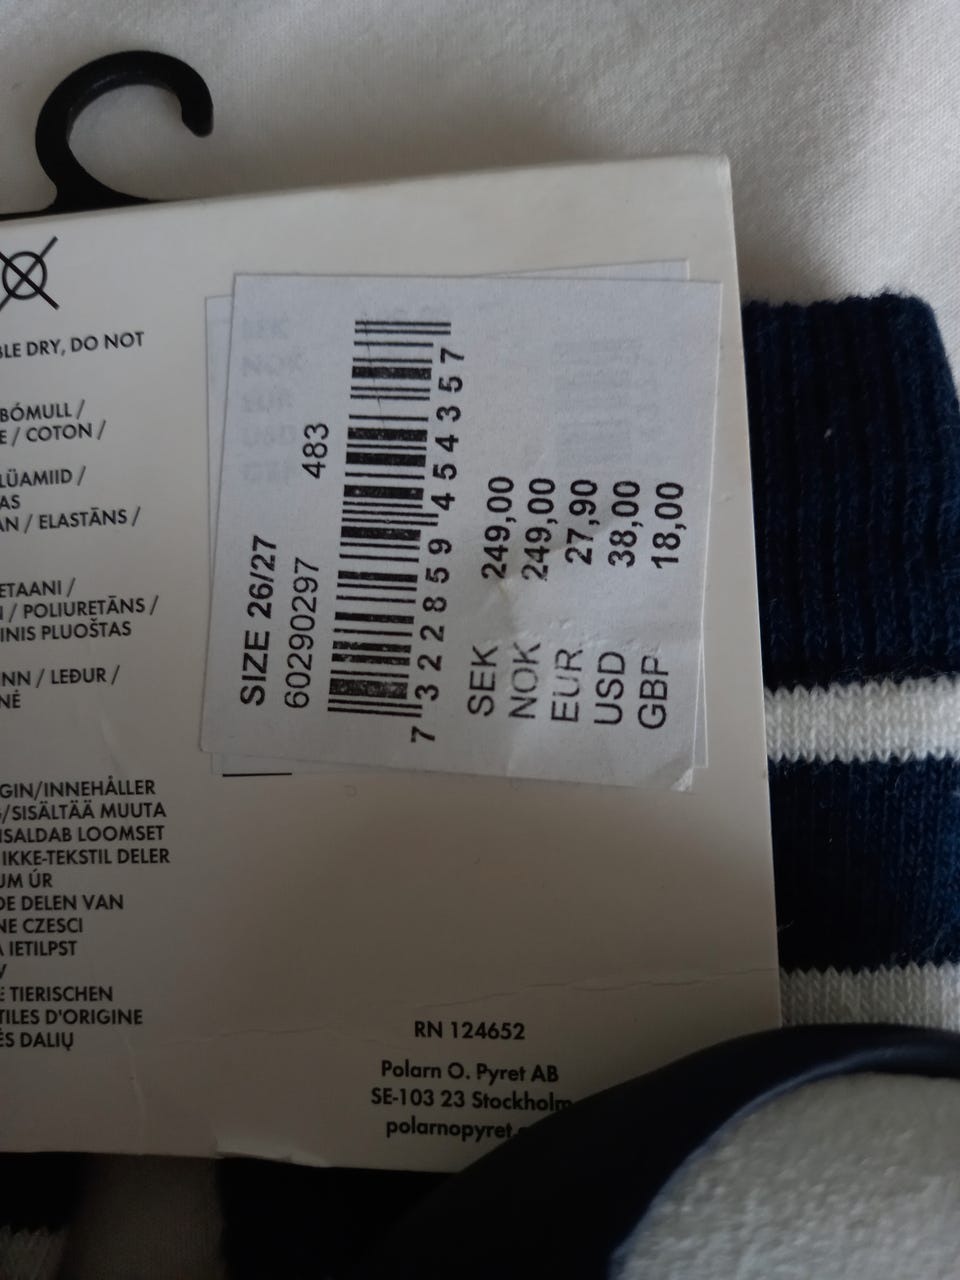 BLE DRY, DO NOT
BÓMULL /
E / COTON /
LÜAMIID /
AS
AN / ELASTĀNS /
ETAANI /
/ POLIURETĀNS /
INIS PLUOŠTAS
NN / LEÐUR /
NÉ
GIN/INNEHÅLLER
/SISÄLTÄÄ MUUTA
ISALDAB LOOMSET
IKKE-TEKSTIL DELER
UM ÚR
DE DELEN VAN
NE CZESCI
A IETILPST
V
E TIERISCHEN
TILES D'ORIGINE
ĖS DALIŲ
SIZE 26/27
60290297 483
7 322859 454357
SEK 249,00
NOK 249,00
EUR 27,90
USD 38,00
GBP 18,00
RN 124652
Polarn O. Pyret AB
SE-103 23 Stockholm
polarnopyret.